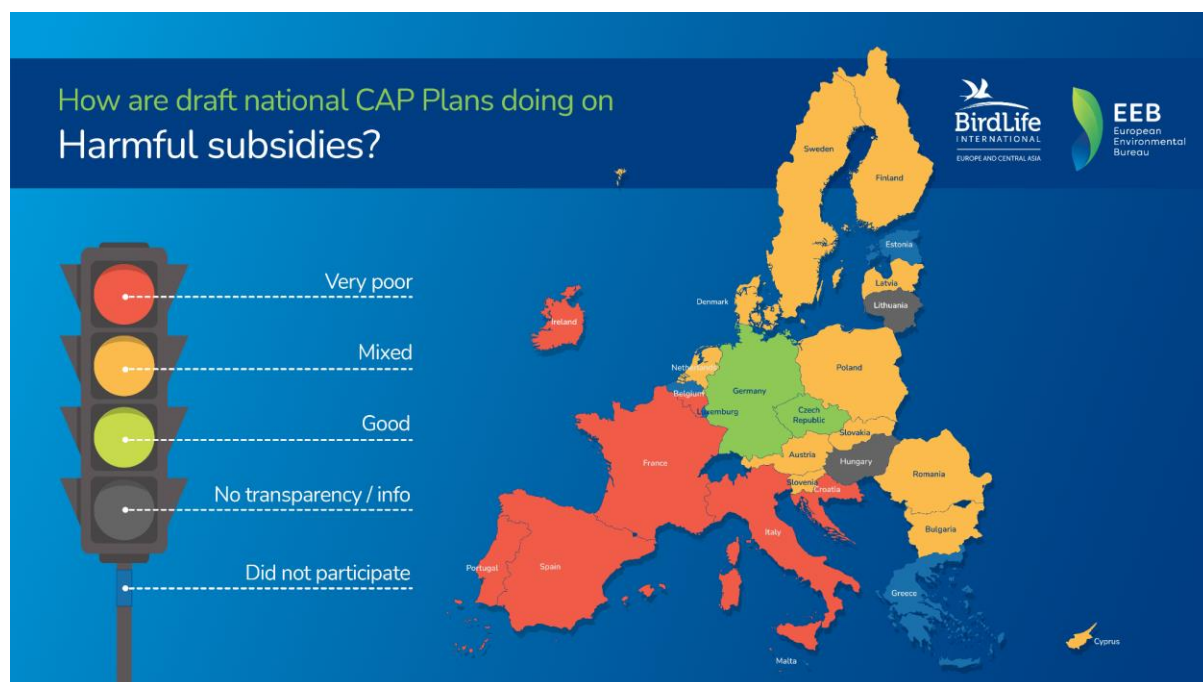 How are draft national CAP Plans doing on
Harmful subsidies?
BirdLife
INTERNATIONAL
EUROPE AND CENTRAL ASIA
EEB
European
Environmental
Bureau
Very poor
Mixed
Good
No transparency / info
Did not participate
Sweden
Finland
Estonia
Latvia
Lithuania
Denmark
Ireland
Netherlands
Belgium
Luxemburg
Germany
Poland
Czech
Republic
Slovakia
Austria
Hungary
Romania
Slovenia
Croatia
France
Bulgaria
Italy
Portugal
Spain
Greece
Malta
Cyprus